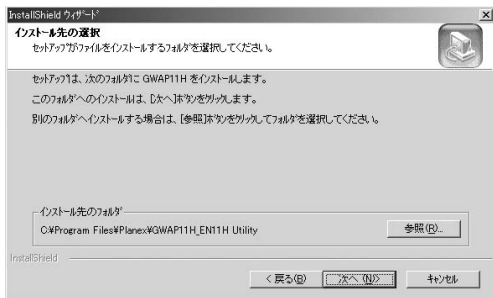 InstallShield ウィザード
インストール先の選択
セットアップがファイルをインストールするフォルダを選択してください。
セットアップは、次のフォルダに GWAP11H をインストールします。
このフォルダへのインストールは、[次へ]ボタンをクリックします。
別のフォルダへインストールする場合は、[参照]ボタンをクリックしてフォルダを選択してください。
インストール先のフォルダ
C:¥Program Files¥Planex¥GWAP11H_EN11H Utility
参照(R)...
InstallShield
< 戻る(B)
次へ (N)>
キャンセル